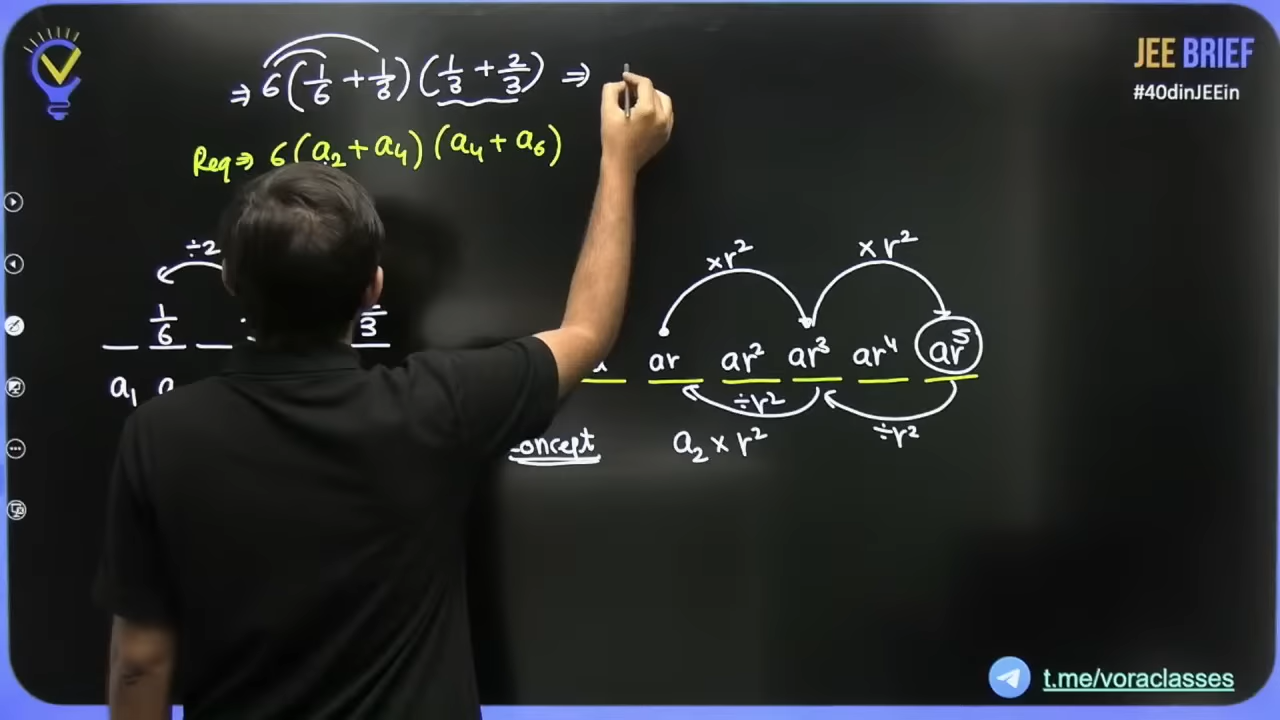 JEE BRIEF
#40dinJEEin
⇒ 6(1/6 + 1/3)(1/3 + 2/3) ⇒
Req ⇒ 6(a₂ + a₄)(a₄ + a₆)
÷2
×r² ×r²
1/6
ar ar² ar³ ar⁴ ar⁵
a₁
÷r² ÷r²
concept a₂ × r²
t.me/voraclasses